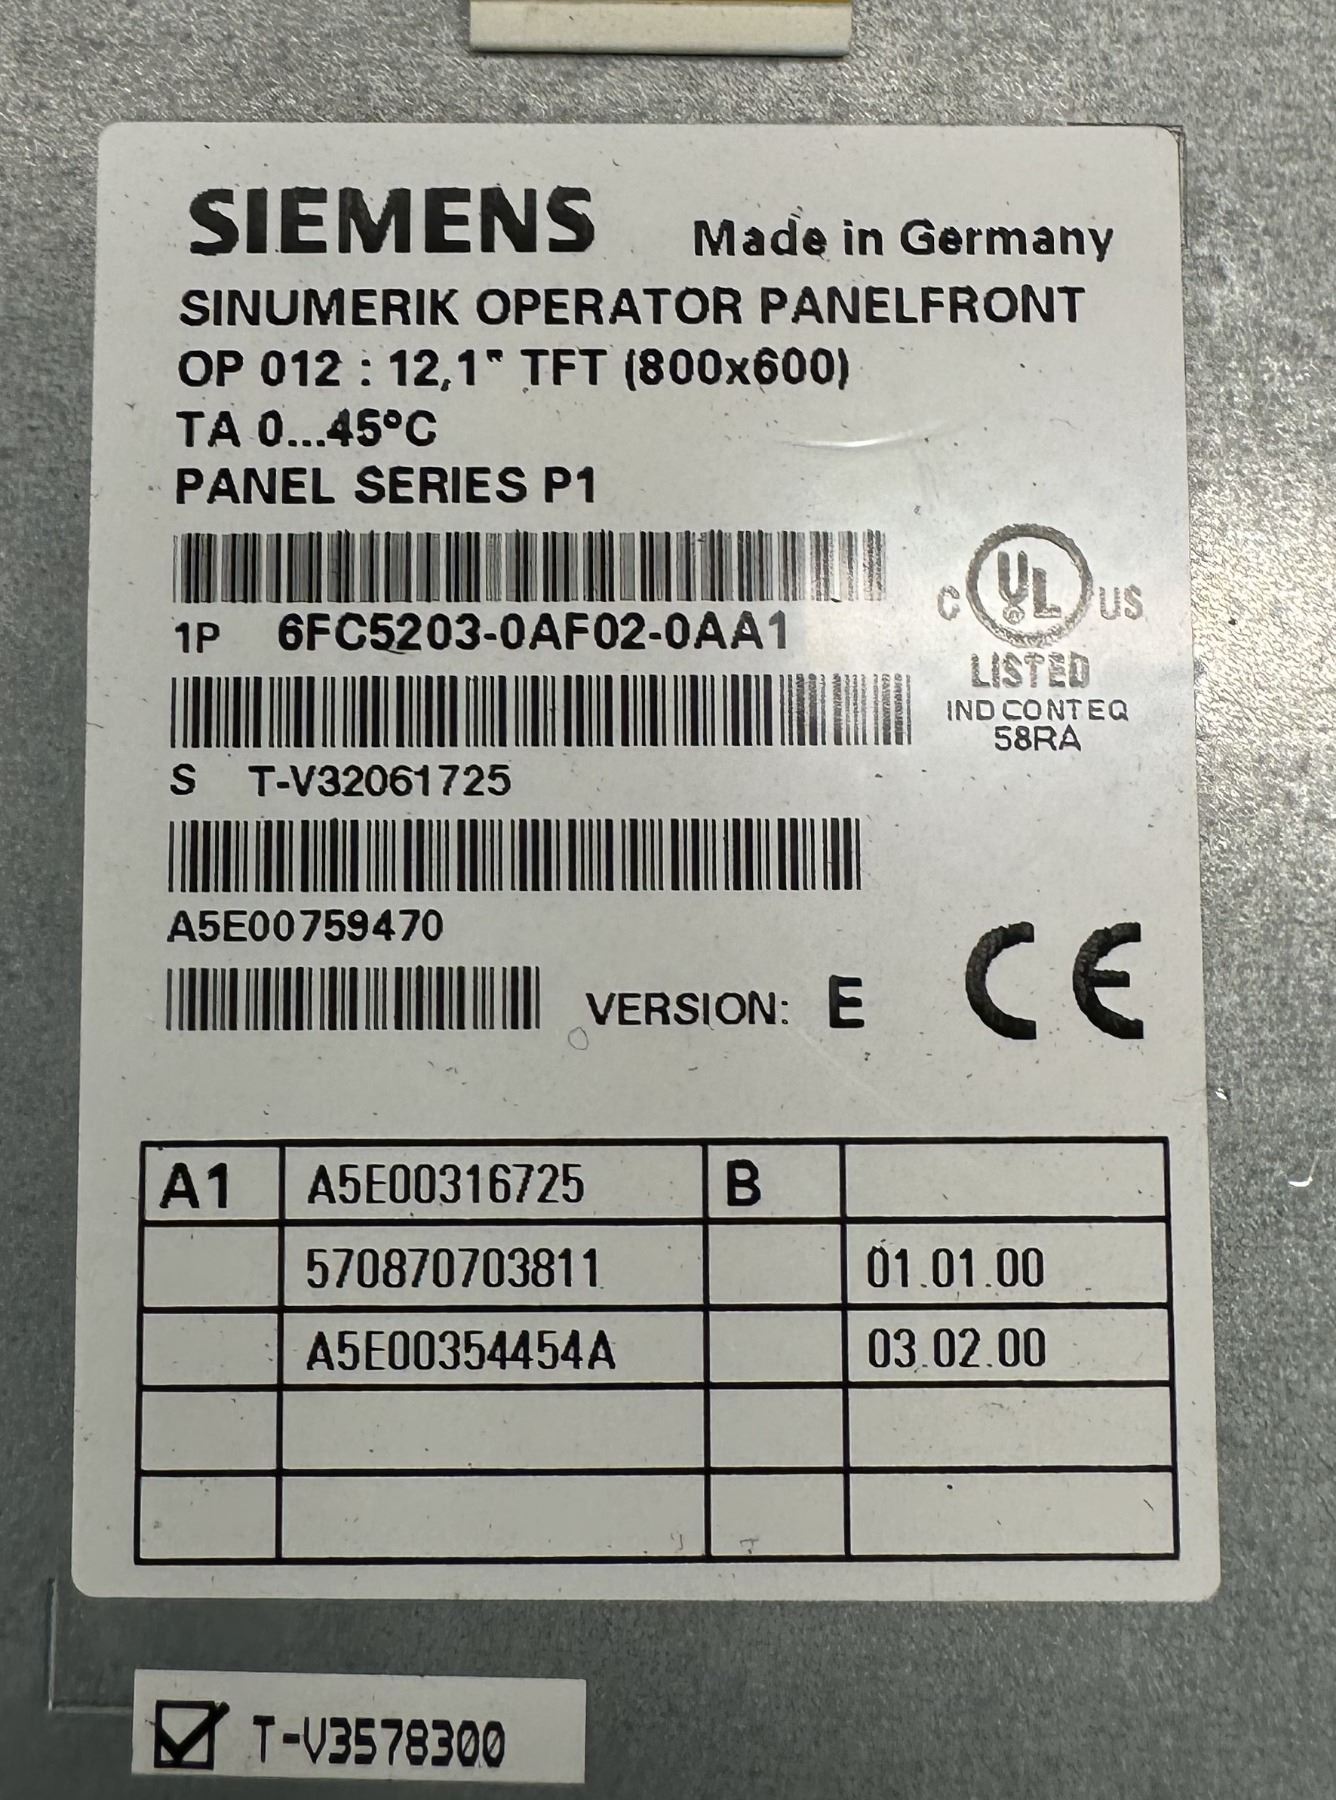 SIEMENS Made in Germany
SINUMERIK OPERATOR PANELFRONT
OP 012 : 12,1" TFT (800x600)
TA 0...45°C
PANEL SERIES P1
1P 6FC5203-0AF02-0AA1
C UL US
LISTED
IND CONT EQ
58RA
S T-V32061725
A5E00759470
VERSION: E
CE
A1 A5E00316725 B
570870703811 01.01.00
A5E00354454A 03.02.00
T-V3578300